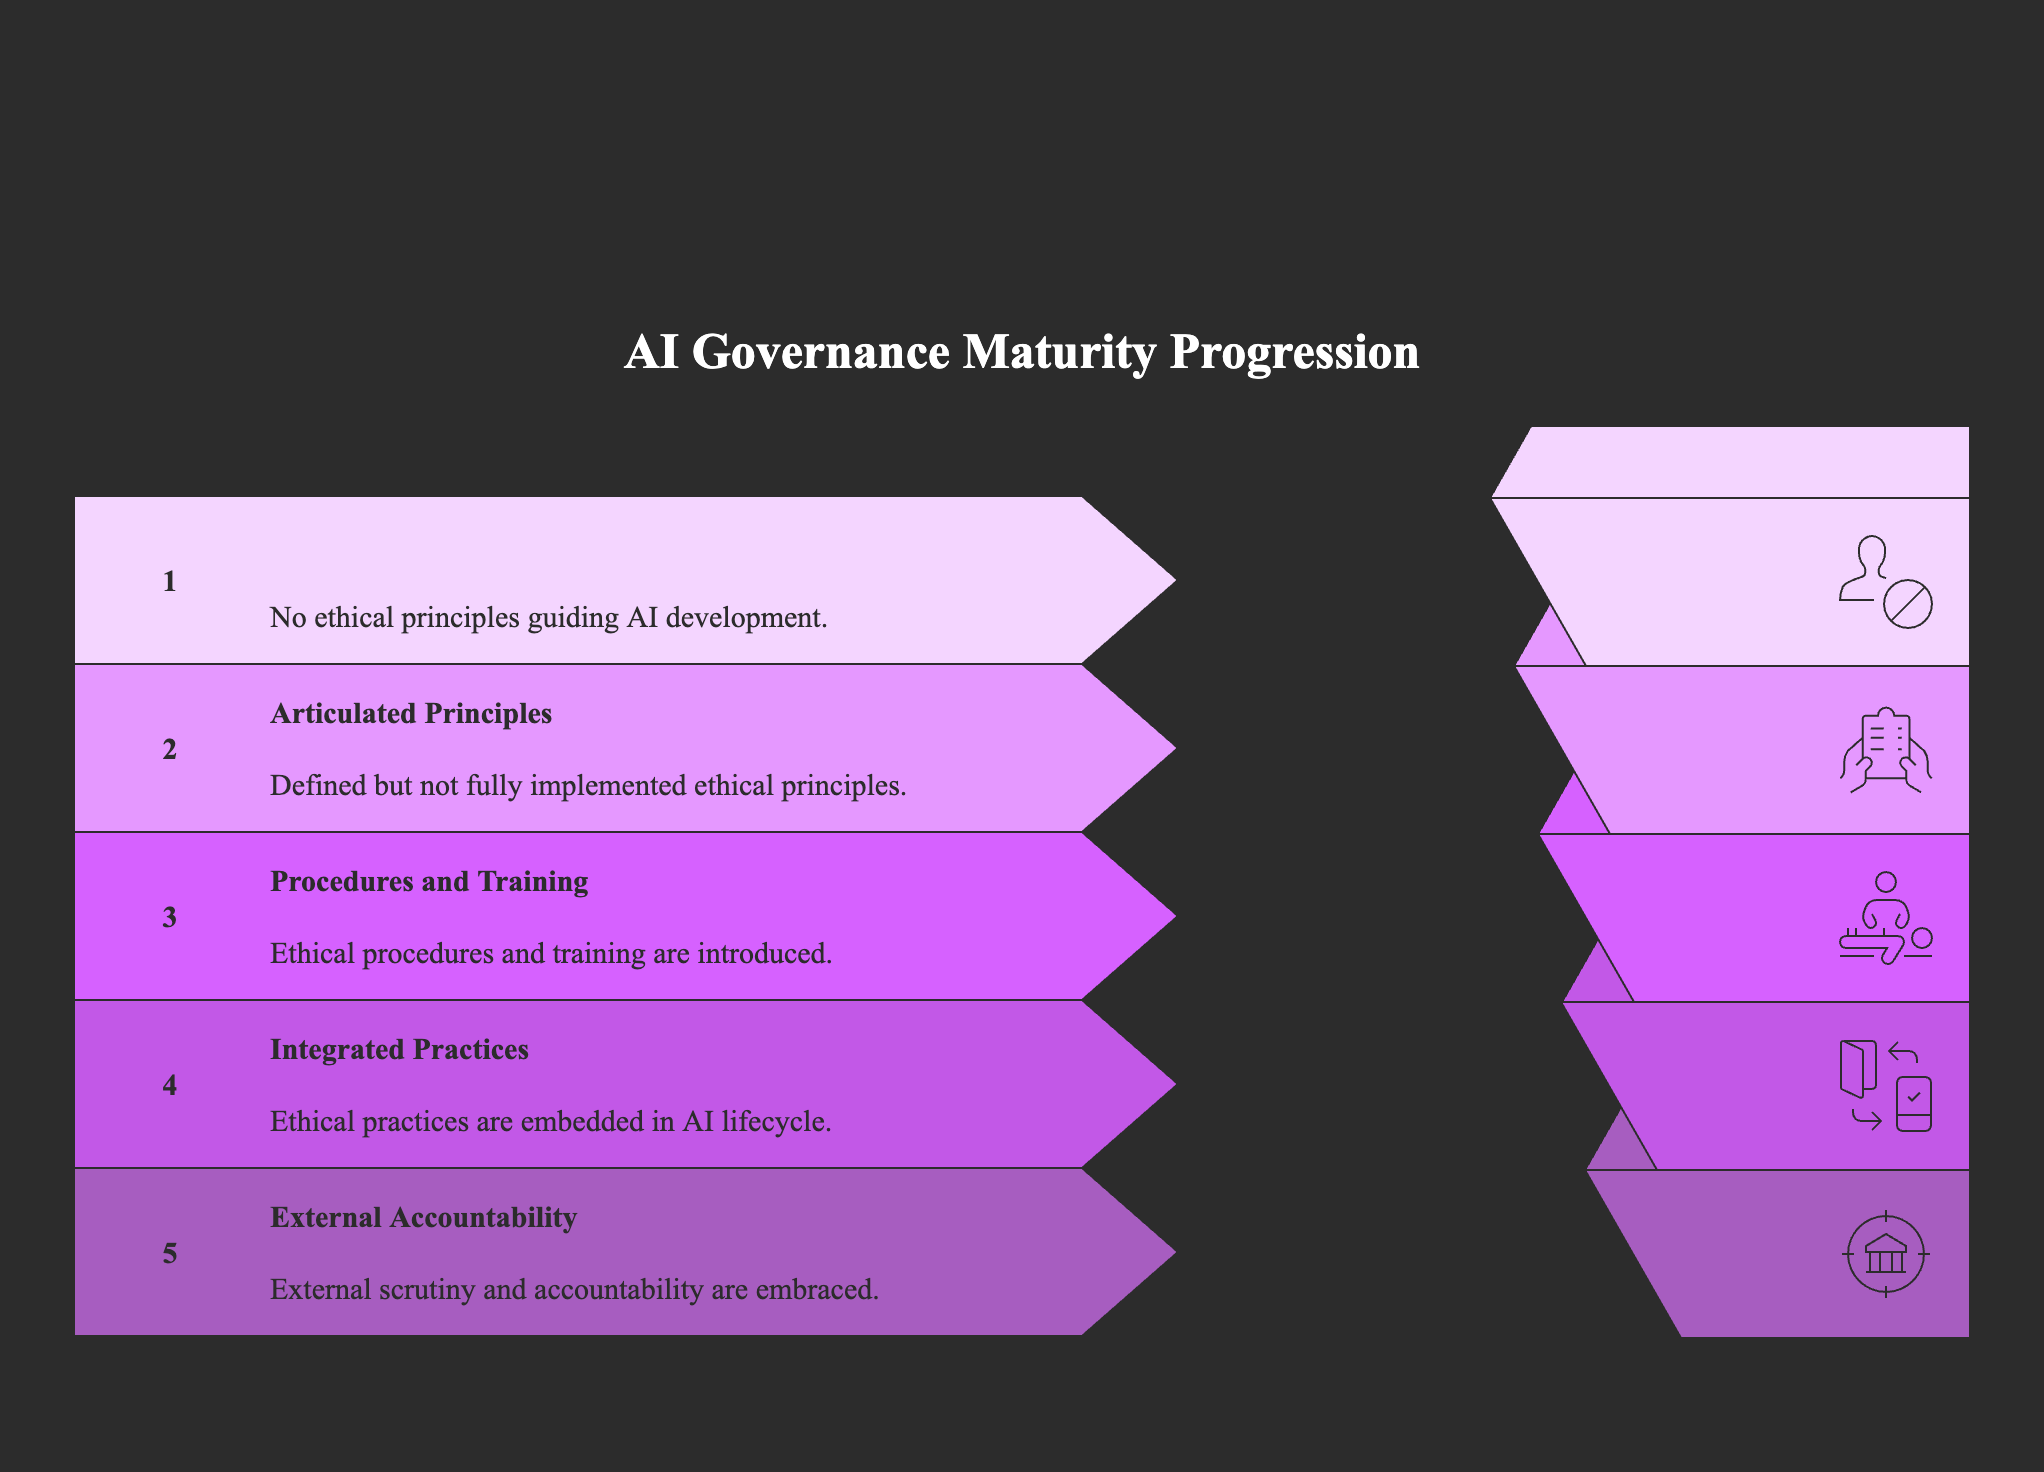 AI Governance Maturity Progression
1
No ethical principles guiding AI development.
Articulated Principles
2
Defined but not fully implemented ethical principles.
Procedures and Training
3
Ethical procedures and training are introduced.
Integrated Practices
4
Ethical practices are embedded in AI lifecycle.
External Accountability
5
External scrutiny and accountability are embraced.